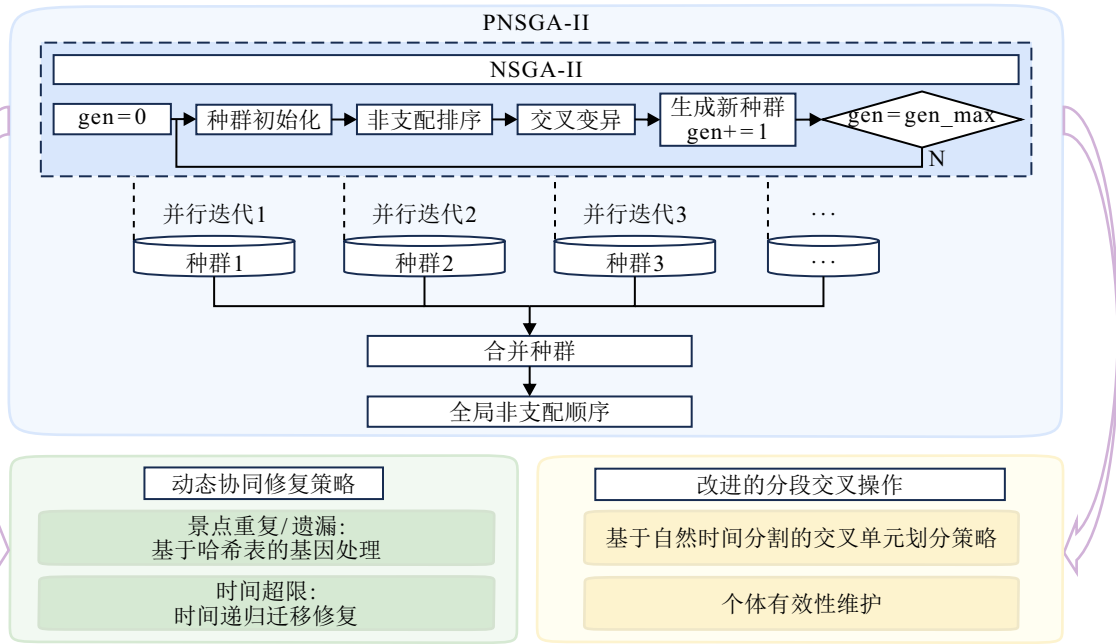 PNSGA-II
NSGA-II
gen=0
种群初始化
非支配排序
交叉变异
生成新种群
gen+=1
gen=gen_max
N
并行迭代1
并行迭代2
并行迭代3
…
种群1
种群2
种群3
…
合并种群
全局非支配顺序
动态协同修复策略
景点重复/遗漏:
基于哈希表的基因处理
时间超限:
时间递归迁移修复
改进的分段交叉操作
基于自然时间分割的交叉单元划分策略
个体有效性维护